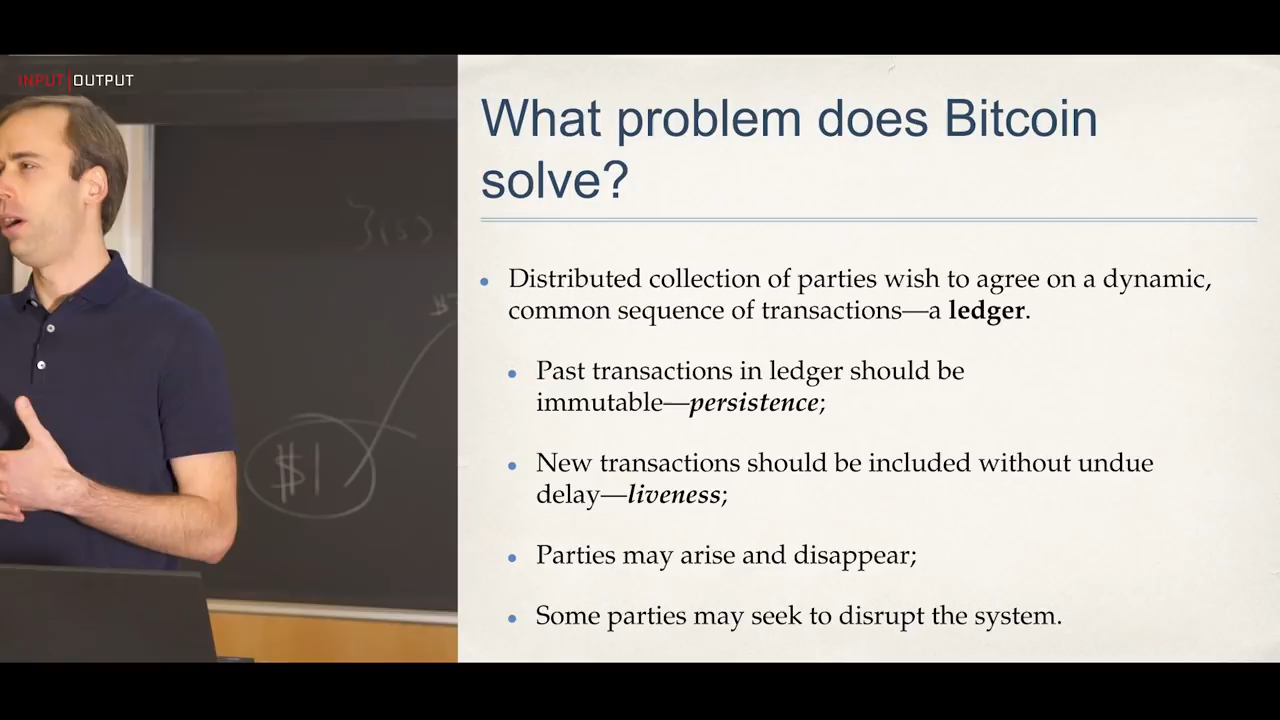 INPUT | OUTPUT
What problem does Bitcoin
solve?
Distributed collection of parties wish to agree on a dynamic,
common sequence of transactions—a ledger.
Past transactions in ledger should be
immutable—persistence;
New transactions should be included without undue
delay—liveness;
Parties may arise and disappear;
Some parties may seek to disrupt the system.
$1